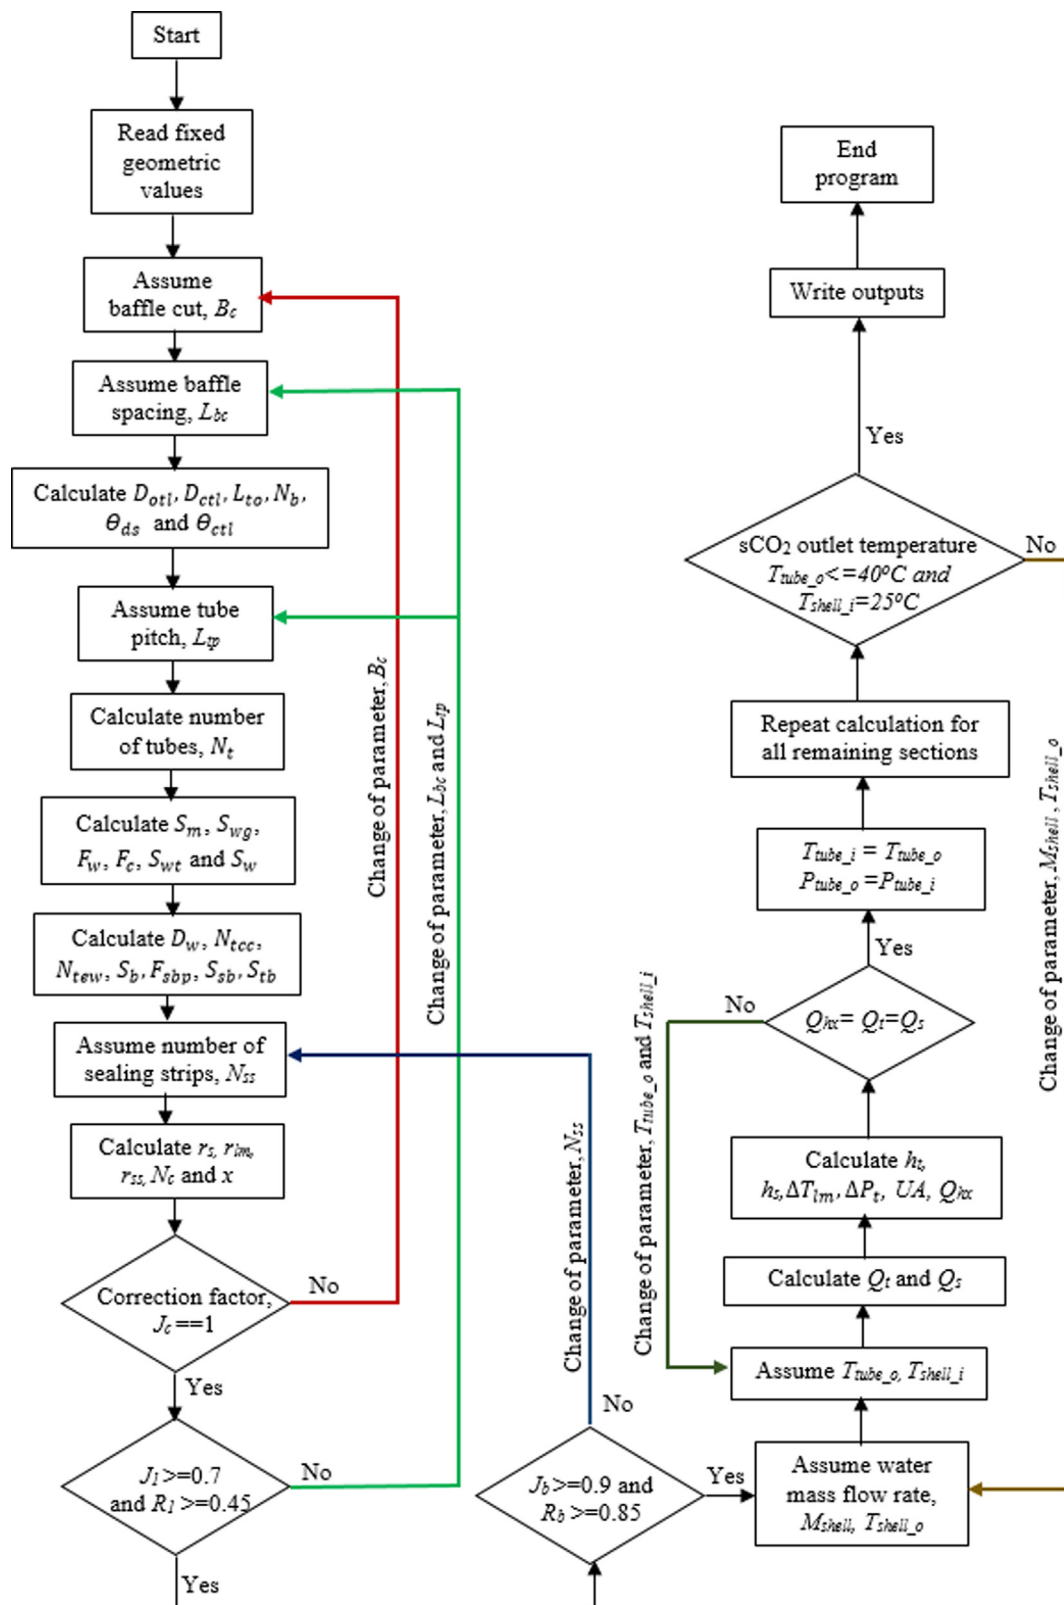 Start
Read fixed
geometric
values
Assume
baffle cut, Bc
Assume baffle
spacing, Lbc
Calculate Dotl, Dctl, Lto, Nb,
θds and θctl
Assume tube
pitch, Ltp
Calculate number
of tubes, Nt
Calculate Sm, Swg,
Fw, Fc, Swt and Sw
Calculate Dw, Ntcc,
Ntew, Sb, Fsbp, Ssb, Stb
Assume number of
sealing strips, Nss
Calculate rs, rlm,
rss, Nc and x
Correction factor,
Jc ==1
No
Yes
J1 >=0.7
and R1 >=0.45
No
Yes
Change of parameter, Bc
Change of parameter, Lbc and Ltp
Change of parameter, Nss
No
Jb >=0.9 and
Rb >=0.85
Yes
Assume water
mass flow rate,
Mshell, Tshell_o
Assume Ttube_o, Tshell_i
Calculate Qt and Qs
Calculate ht,
hs, ΔTlm, ΔPt, UA, Qhx
Qhx= Qt=Qs
No
Yes
Change of parameter, Ttube_o and Tshell_i
Ttube_i = Ttube_o
Ptube_o =Ptube_i
Repeat calculation for
all remaining sections
sCO2 outlet temperature
Ttube_o<=40°C and
Tshell_i=25°C
No
Yes
Change of parameter, Mshell , Tshell_o
Write outputs
End
program